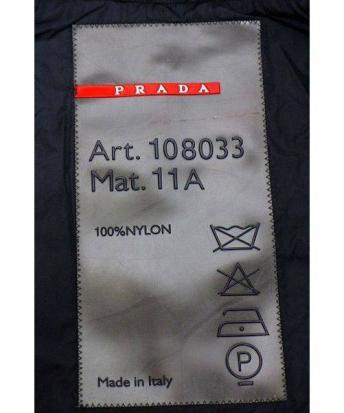 PRADA
Art. 108033
Mat. 11A
100%NYLON
P
Made in Italy